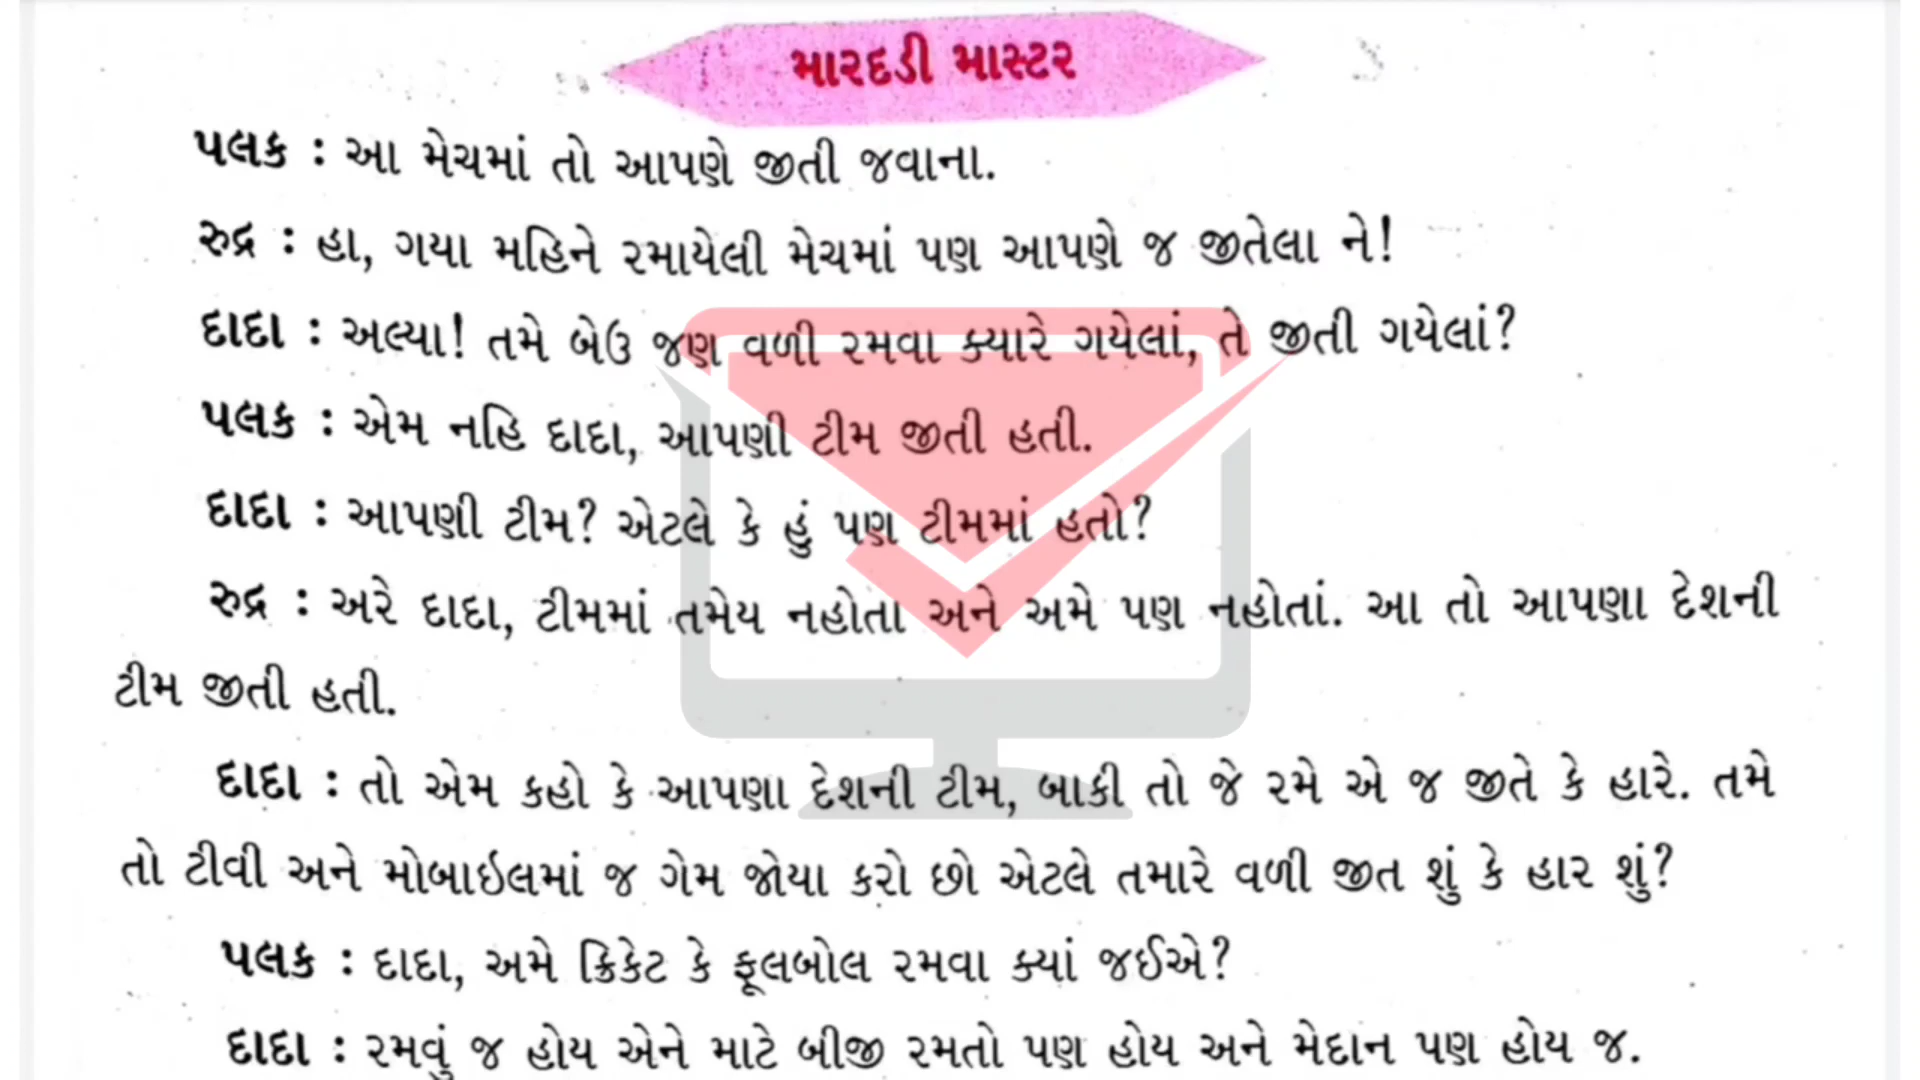 મારદડી માસ્ટર
પલક : આ મેચમાં તો આપણે જીતી જવાના.
રુદ્ર : હા, ગયા મહિને રમાયેલી મેચમાં પણ આપણે જ જીતેલા ને!
દાદા : અલ્યા! તમે બેઉ જણ વળી રમવા ક્યારે ગયેલાં, તે જીતી ગયેલાં?
પલક : એમ નહિ દાદા, આપણી ટીમ જીતી હતી.
દાદા : આપણી ટીમ? એટલે કે હું પણ ટીમમાં હતો?
રુદ્ર : અરે દાદા, ટીમમાં તમેય નહોતા અને અમે પણ નહોતાં. આ તો આપણા દેશની
ટીમ જીતી હતી.
દાદા : તો એમ કહો કે આપણા દેશની ટીમ, બાકી તો જે રમે એ જ જીતે કે હારે. તમે
તો ટીવી અને મોબાઇલમાં જ ગેમ જોયા કરો છો એટલે તમારે વળી જીત શું કે હાર શું?
પલક : દાદા, અમે ક્રિકેટ કે ફૂલબોલ રમવા ક્યાં જઈએ?
દાદા : રમવું જ હોય એને માટે બીજી રમતો પણ હોય અને મેદાન પણ હોય જ.